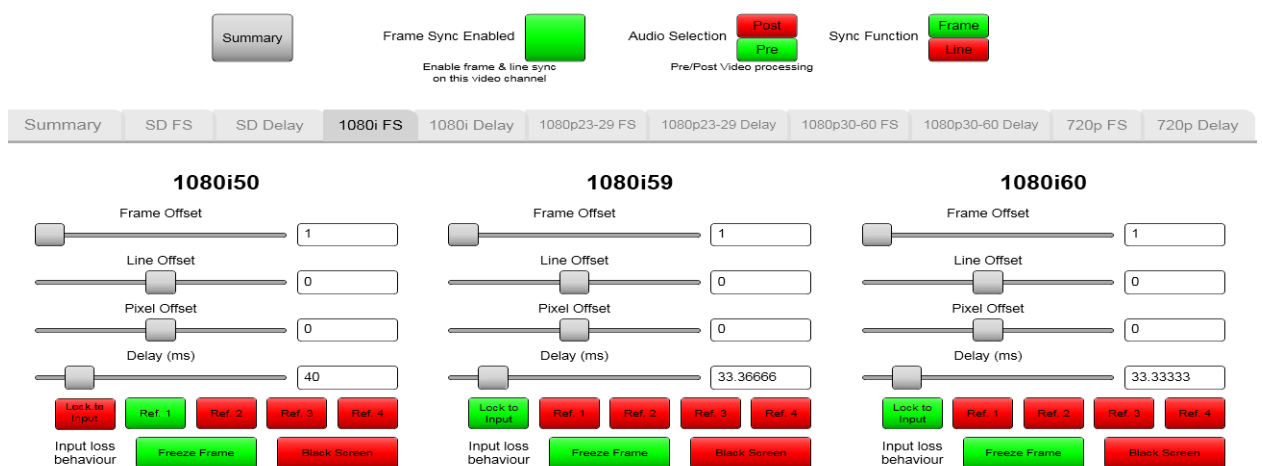 Summary
Frame Sync Enabled
Enable frame & line sync
on this video channel
Audio Selection
Post
Pre
Pre/Post Video processing
Sync Function
Frame
Line
Summary SD FS SD Delay 1080i FS 1080i Delay 1080p23-29 FS 1080p23-29 Delay 1080p30-60 FS 1080p30-60 Delay 720p FS 720p Delay
1080i50
Frame Offset
1
Line Offset
0
Pixel Offset
0
Delay (ms)
40
Lock to
Input
Ref. 1 Ref. 2 Ref. 3 Ref. 4
Input loss
behaviour
Freeze Frame Black Screen
1080i59
Frame Offset
1
Line Offset
0
Pixel Offset
0
Delay (ms)
33.36666
Lock to
Input
Ref. 1 Ref. 2 Ref. 3 Ref. 4
Input loss
behaviour
Freeze Frame Black Screen
1080i60
Frame Offset
1
Line Offset
0
Pixel Offset
0
Delay (ms)
33.33333
Lock to
Input
Ref. 1 Ref. 2 Ref. 3 Ref. 4
Input loss
behaviour
Freeze Frame Black Screen